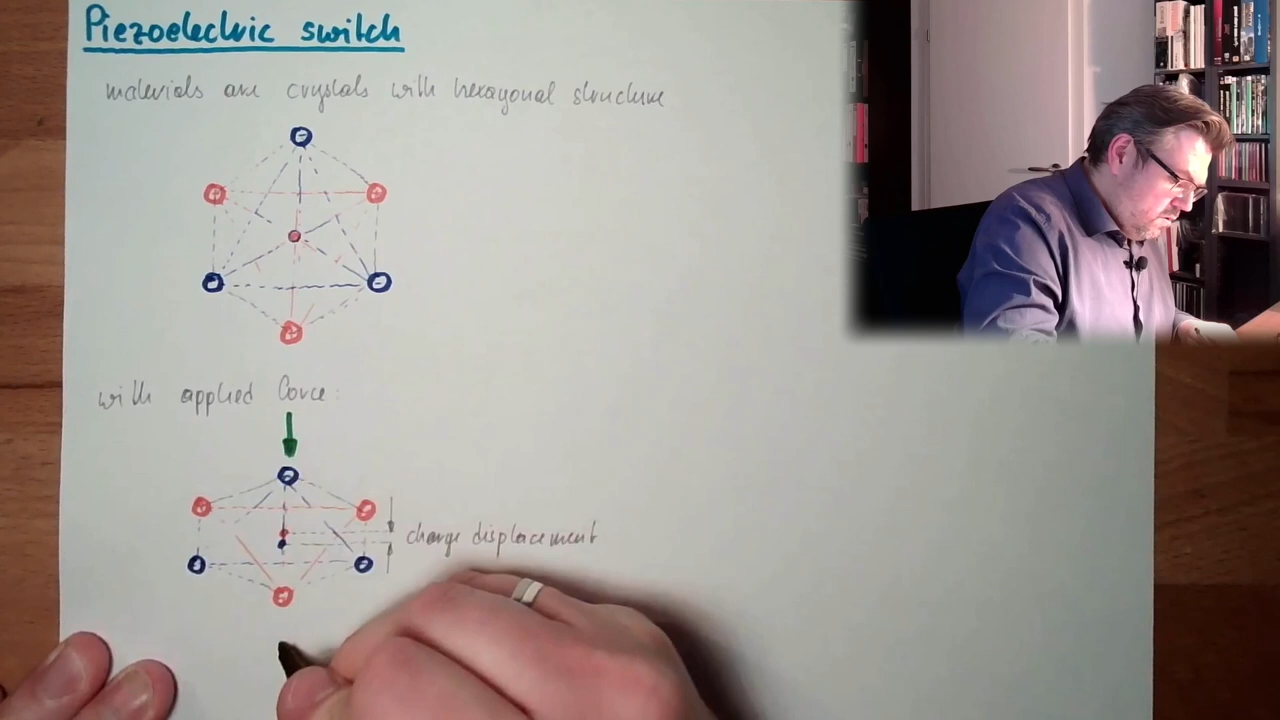 Piezoelectric switch
materials are crystals with hexagonal structure
with applied force:
charge displacement